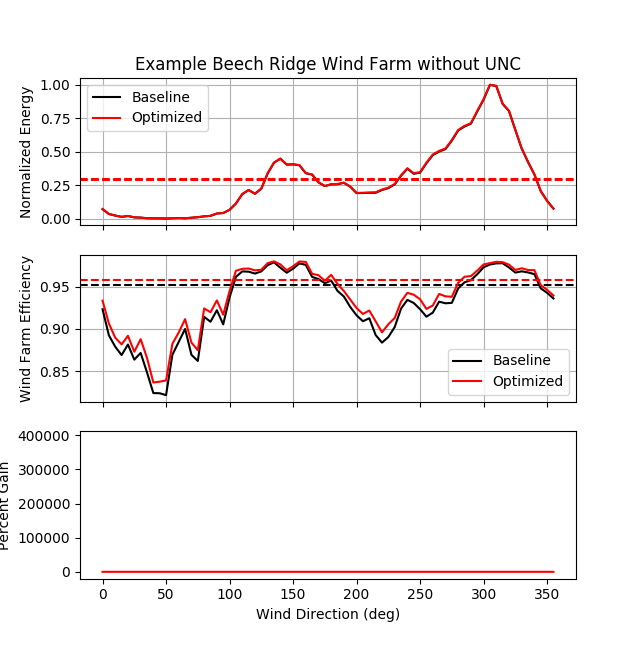 Example Beech Ridge Wind Farm without UNC
1.00
0.75
0.50
0.25
0.00
Normalized Energy
Baseline
Optimized
0.95
0.90
0.85
Wind Farm Efficiency
Baseline
Optimized
400000
300000
200000
100000
0
Percent Gain
0 50 100 150 200 250 300 350
Wind Direction (deg)